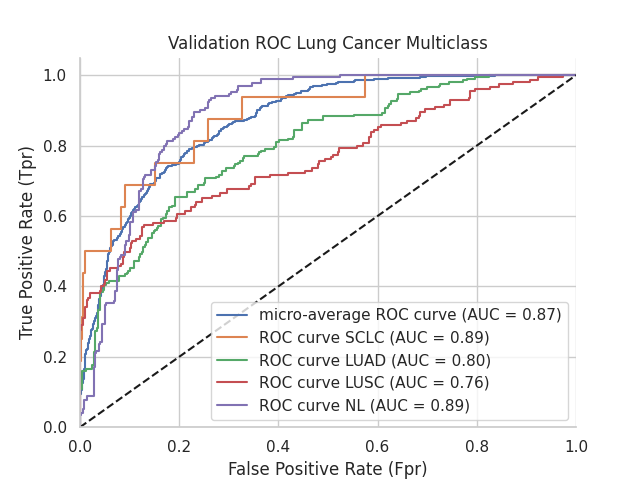 Validation ROC Lung Cancer Multiclass
True Positive Rate (Tpr)
1.0
0.8
0.6
0.4
0.2
0.0
micro-average ROC curve (AUC = 0.87)
ROC curve SCLC (AUC = 0.89)
ROC curve LUAD (AUC = 0.80)
ROC curve LUSC (AUC = 0.76)
ROC curve NL (AUC = 0.89)
0.0 0.2 0.4 0.6 0.8 1.0
False Positive Rate (Fpr)